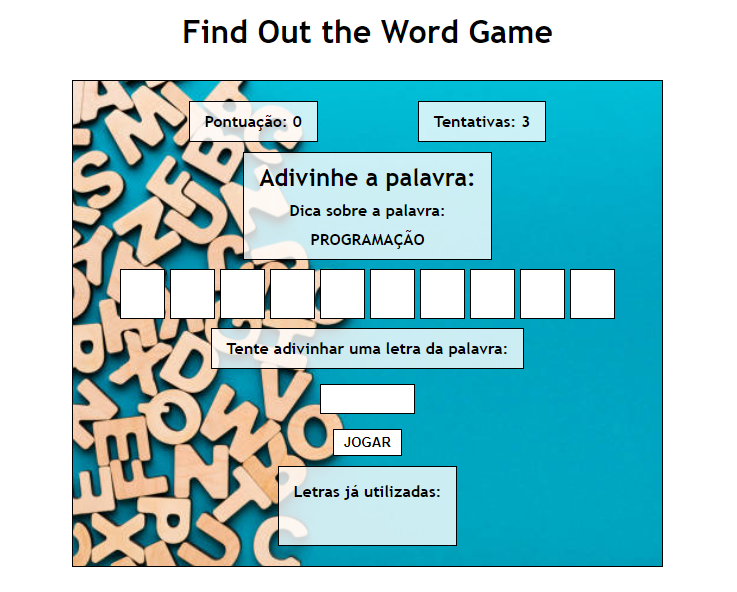 Find Out the Word Game
Pontuação: 0
Tentativas: 3
Adivinhe a palavra:
Dica sobre a palavra:
PROGRAMAÇÃO
Tente adivinhar uma letra da palavra:
JOGAR
Letras já utilizadas: